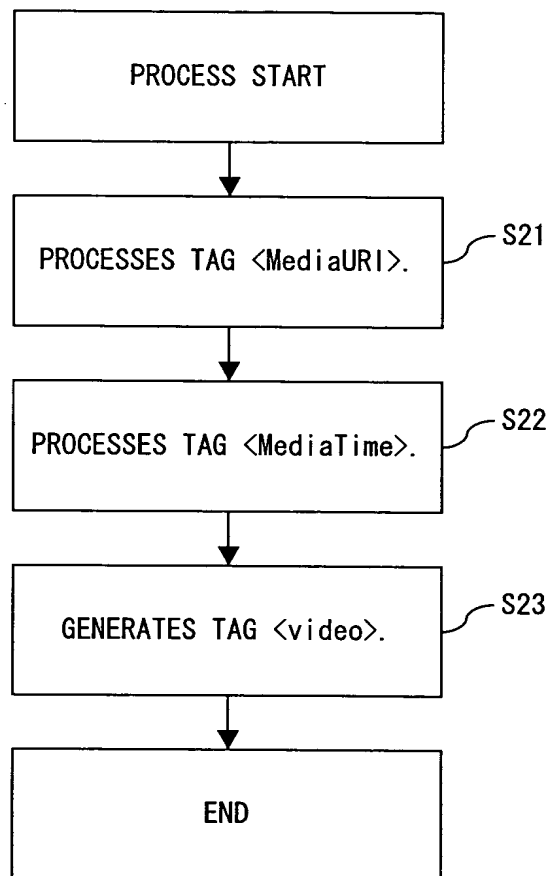 PROCESS START
PROCESSES TAG <MediaURI>.
S21
PROCESSES TAG <MediaTime>.
S22
GENERATES TAG <video>.
S23
END